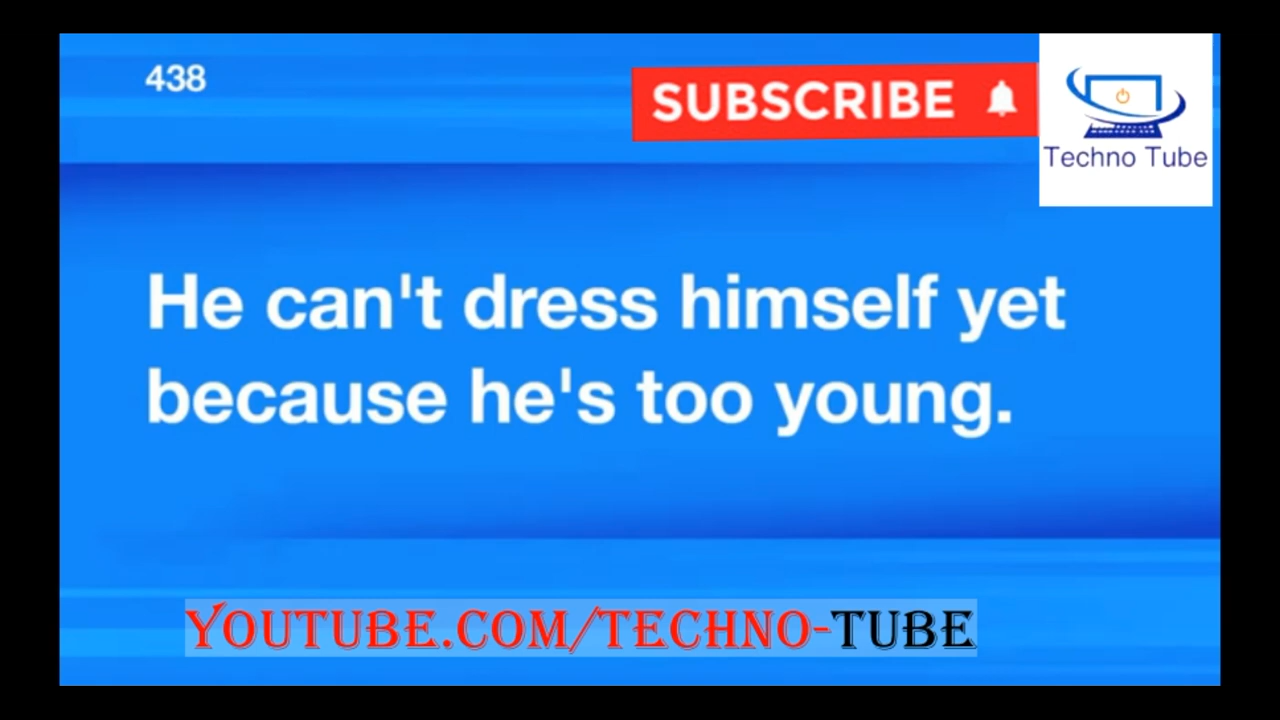 438
SUBSCRIBE
Techno Tube
He can't dress himself yet
because he's too young.
YOUTUBE.COM/TECHNO-TUBE